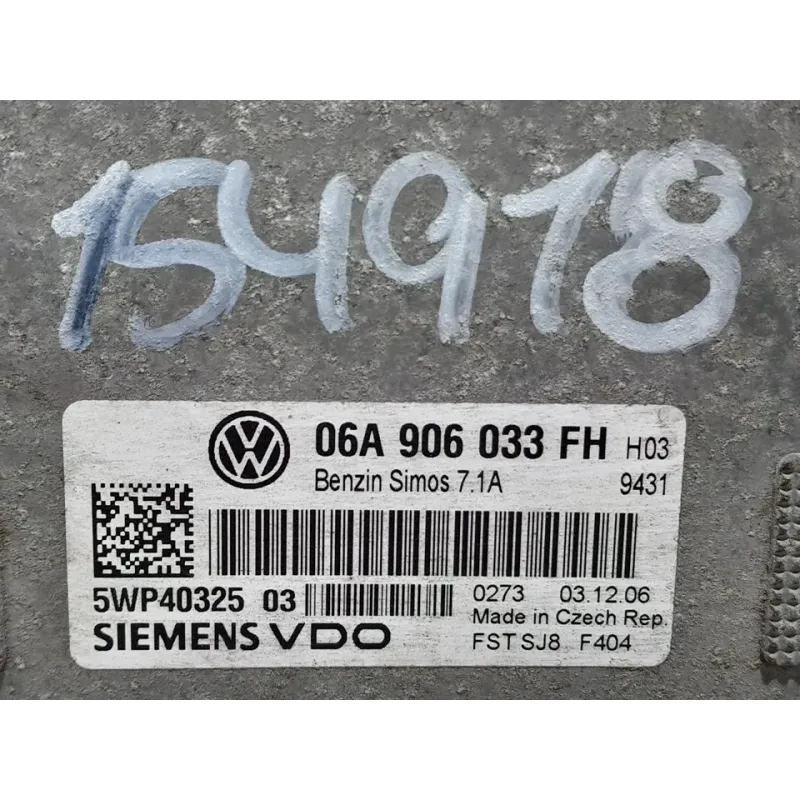 154918
VW
06A 906 033 FH H03
Benzin Simos 7.1A 9431
5WP40325 03 0273 03.12.06
Made in Czech Rep.
SIEMENS VDO FST SJ8 F404